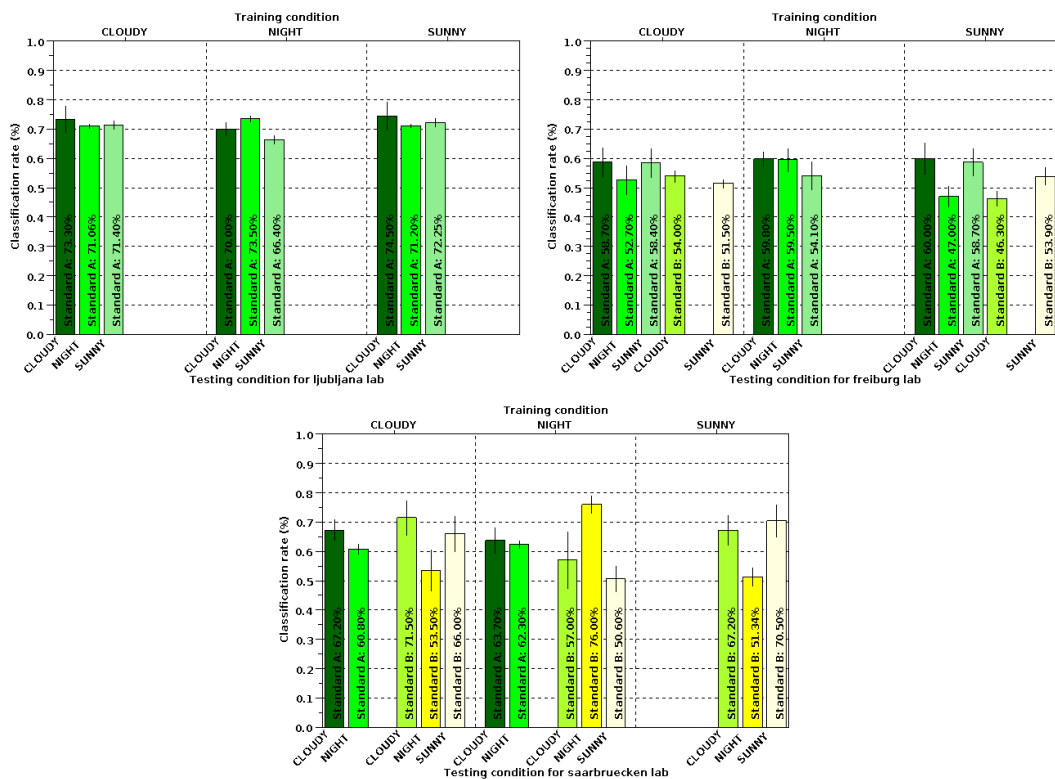 Training condition
CLOUDY NIGHT SUNNY
1.0
0.9
0.8
0.7
0.6
0.5
0.4
0.3
0.2
0.1
0.0
Classification rate (%)
Standard A: 73.30%
Standard A: 71.06%
Standard A: 71.40%
Standard A: 70.00%
Standard A: 73.50%
Standard A: 66.40%
Standard A: 74.50%
Standard A: 71.20%
Standard A: 72.25%
CLOUDY NIGHT SUNNY CLOUDY NIGHT SUNNY CLOUDY NIGHT SUNNY
Testing condition for ljubljana lab
Training condition
CLOUDY NIGHT SUNNY
1.0
0.9
0.8
0.7
0.6
0.5
0.4
0.3
0.2
0.1
0.0
Classification rate (%)
Standard A: 58.70%
Standard A: 52.70%
Standard A: 58.40%
Standard B: 54.00%
Standard B: 51.50%
Standard A: 59.80%
Standard A: 59.50%
Standard A: 54.10%
Standard A: 60.00%
Standard A: 47.00%
Standard A: 58.70%
Standard B: 46.30%
Standard B: 53.90%
CLOUDY NIGHT SUNNY CLOUDY SUNNY CLOUDY NIGHT SUNNY CLOUDY NIGHT SUNNY CLOUDY SUNNY
Testing condition for freiburg lab
Training condition
CLOUDY NIGHT SUNNY
1.0
0.9
0.8
0.7
0.6
0.5
0.4
0.3
0.2
0.1
0.0
Classification rate (%)
Standard A: 67.20%
Standard A: 60.80%
Standard B: 71.50%
Standard B: 53.50%
Standard B: 66.00%
Standard A: 63.70%
Standard A: 62.30%
Standard B: 57.00%
Standard B: 76.00%
Standard B: 50.60%
Standard B: 67.20%
Standard B: 51.34%
Standard B: 70.50%
CLOUDY NIGHT CLOUDY NIGHT SUNNY CLOUDY NIGHT CLOUDY NIGHT SUNNY CLOUDY NIGHT SUNNY
Testing condition for saarbruecken lab